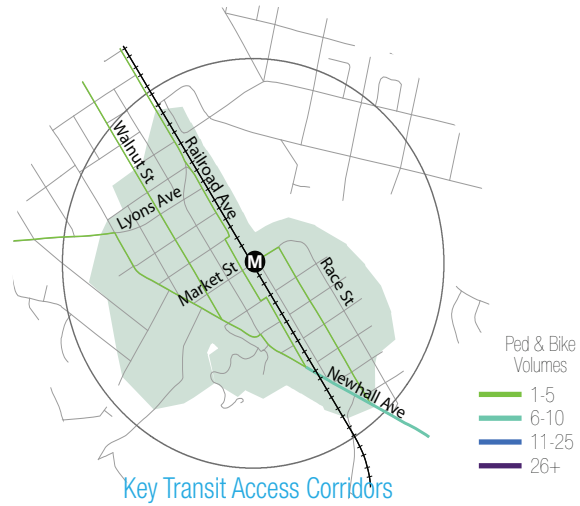 Walnut St
Railroad Ave
Lyons Ave
M
Market St
Race St
Newhall Ave
Ped & Bike
Volumes
1-5
6-10
11-25
26+
Key Transit Access Corridors